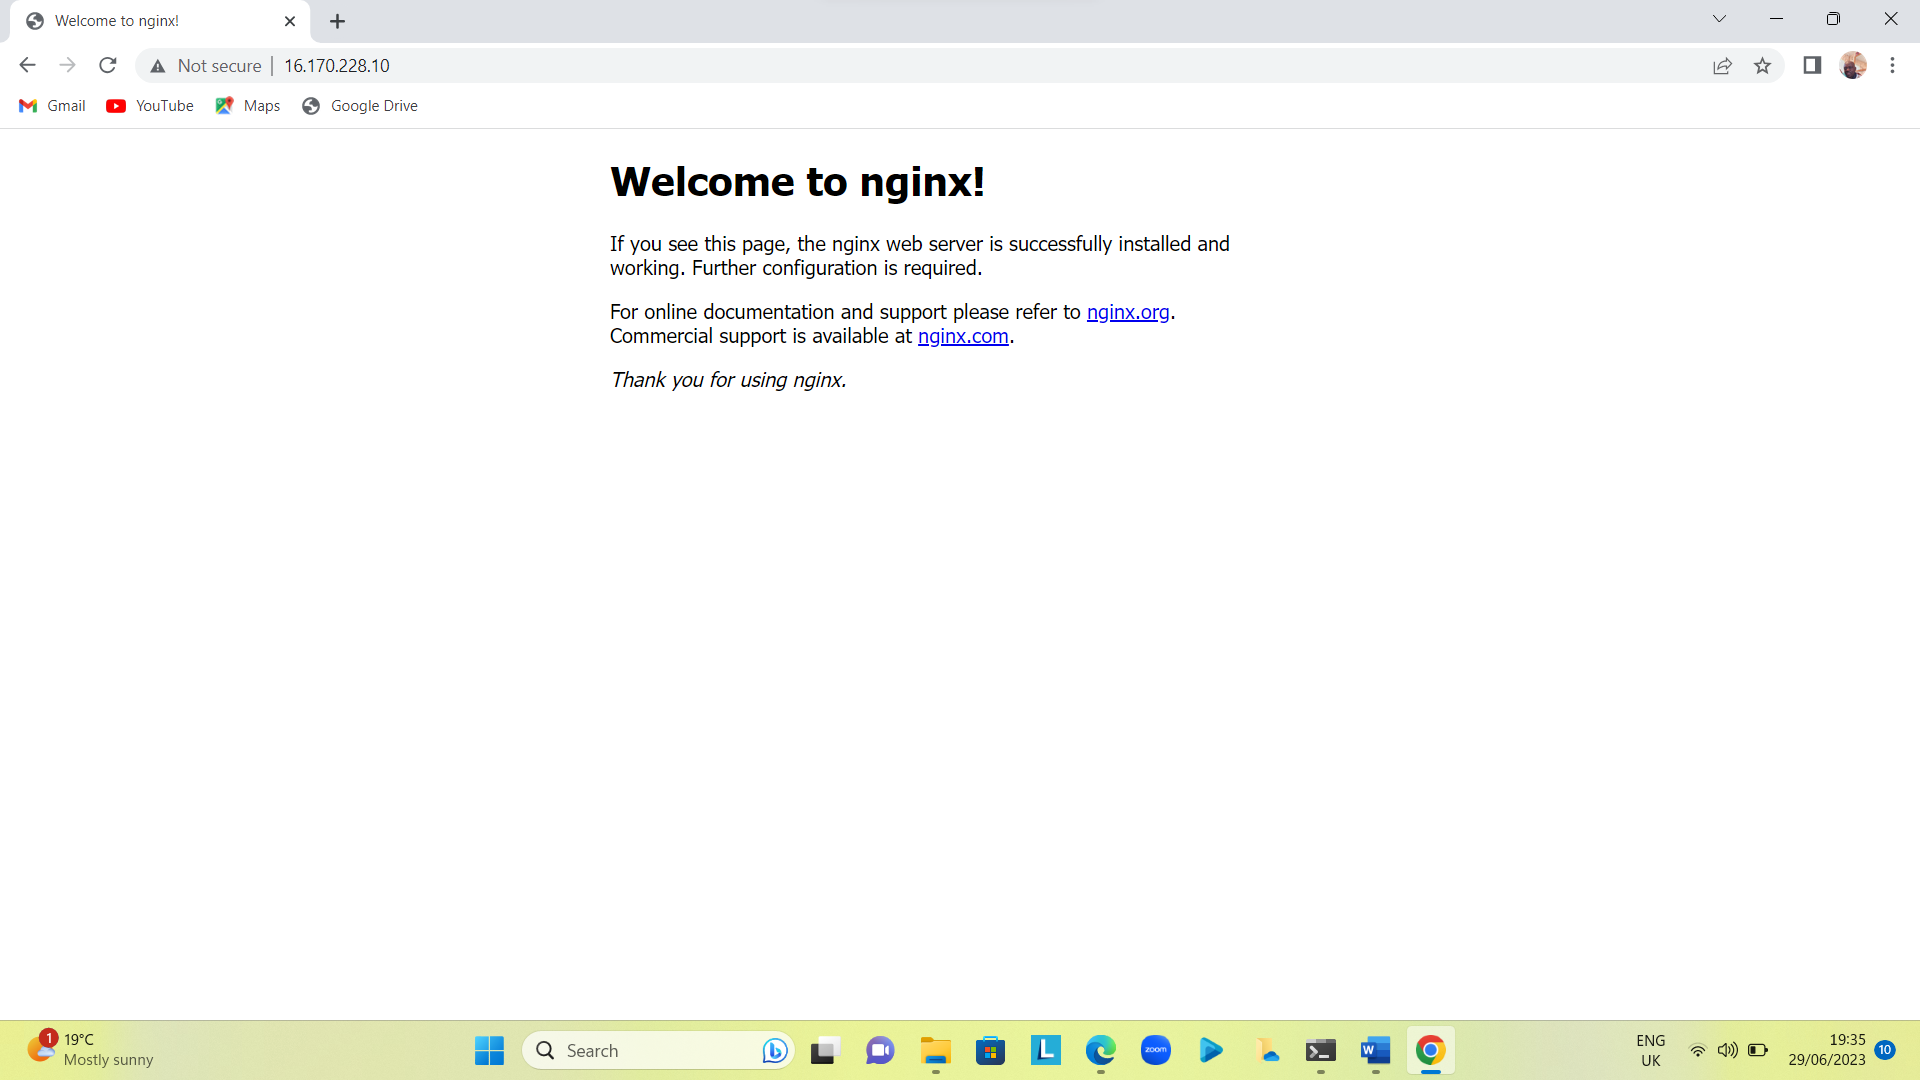 Welcome to nginx!
Not secure | 16.170.228.10
Gmail YouTube Maps Google Drive
Welcome to nginx!
If you see this page, the nginx web server is successfully installed and
working. Further configuration is required.
For online documentation and support please refer to nginx.org.
Commercial support is available at nginx.com.
Thank you for using nginx.
1
19°C
Mostly sunny
Search
L
zoom
W
ENG
UK
19:35
29/06/2023
10